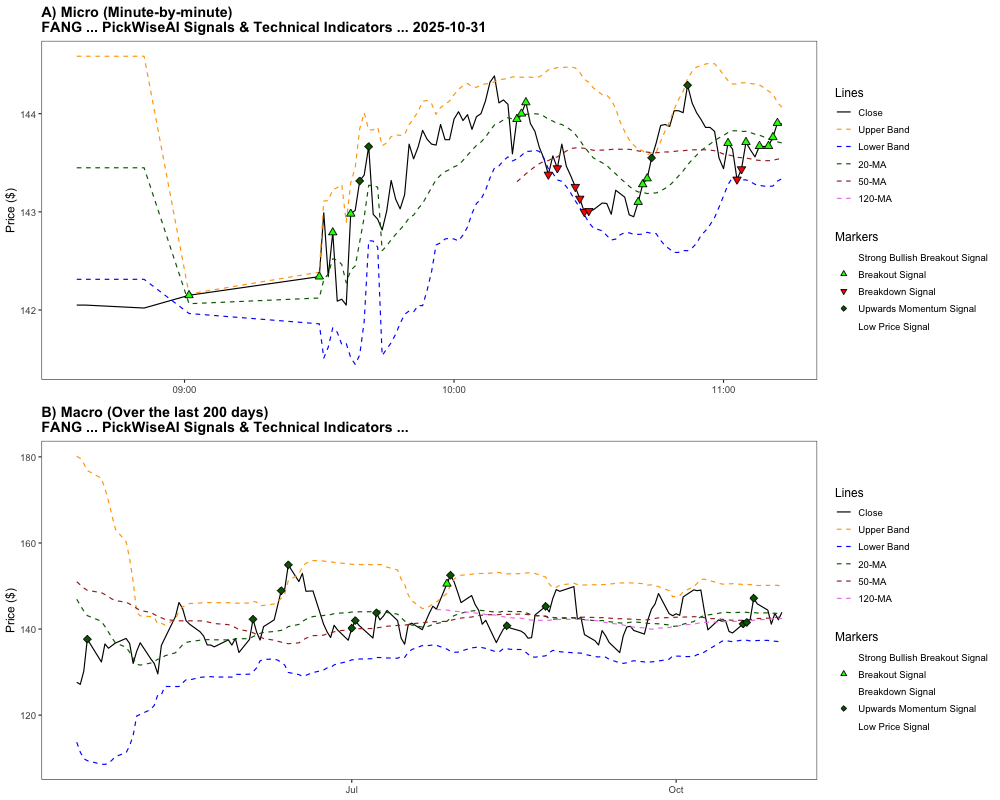 A) Micro (Minute-by-minute)
FANG ... PickWiseAI Signals & Technical Indicators ... 2025-10-31
Price ($)
144
143
142
09:00
10:00
11:00
Lines
Close
Upper Band
Lower Band
20-MA
50-MA
120-MA
Markers
Strong Bullish Breakout Signal
Breakout Signal
Breakdown Signal
Upwards Momentum Signal
Low Price Signal
B) Macro (Over the last 200 days)
FANG ... PickWiseAI Signals & Technical Indicators ...
Price ($)
180
160
140
120
Jul
Oct
Lines
Close
Upper Band
Lower Band
20-MA
50-MA
120-MA
Markers
Strong Bullish Breakout Signal
Breakout Signal
Breakdown Signal
Upwards Momentum Signal
Low Price Signal